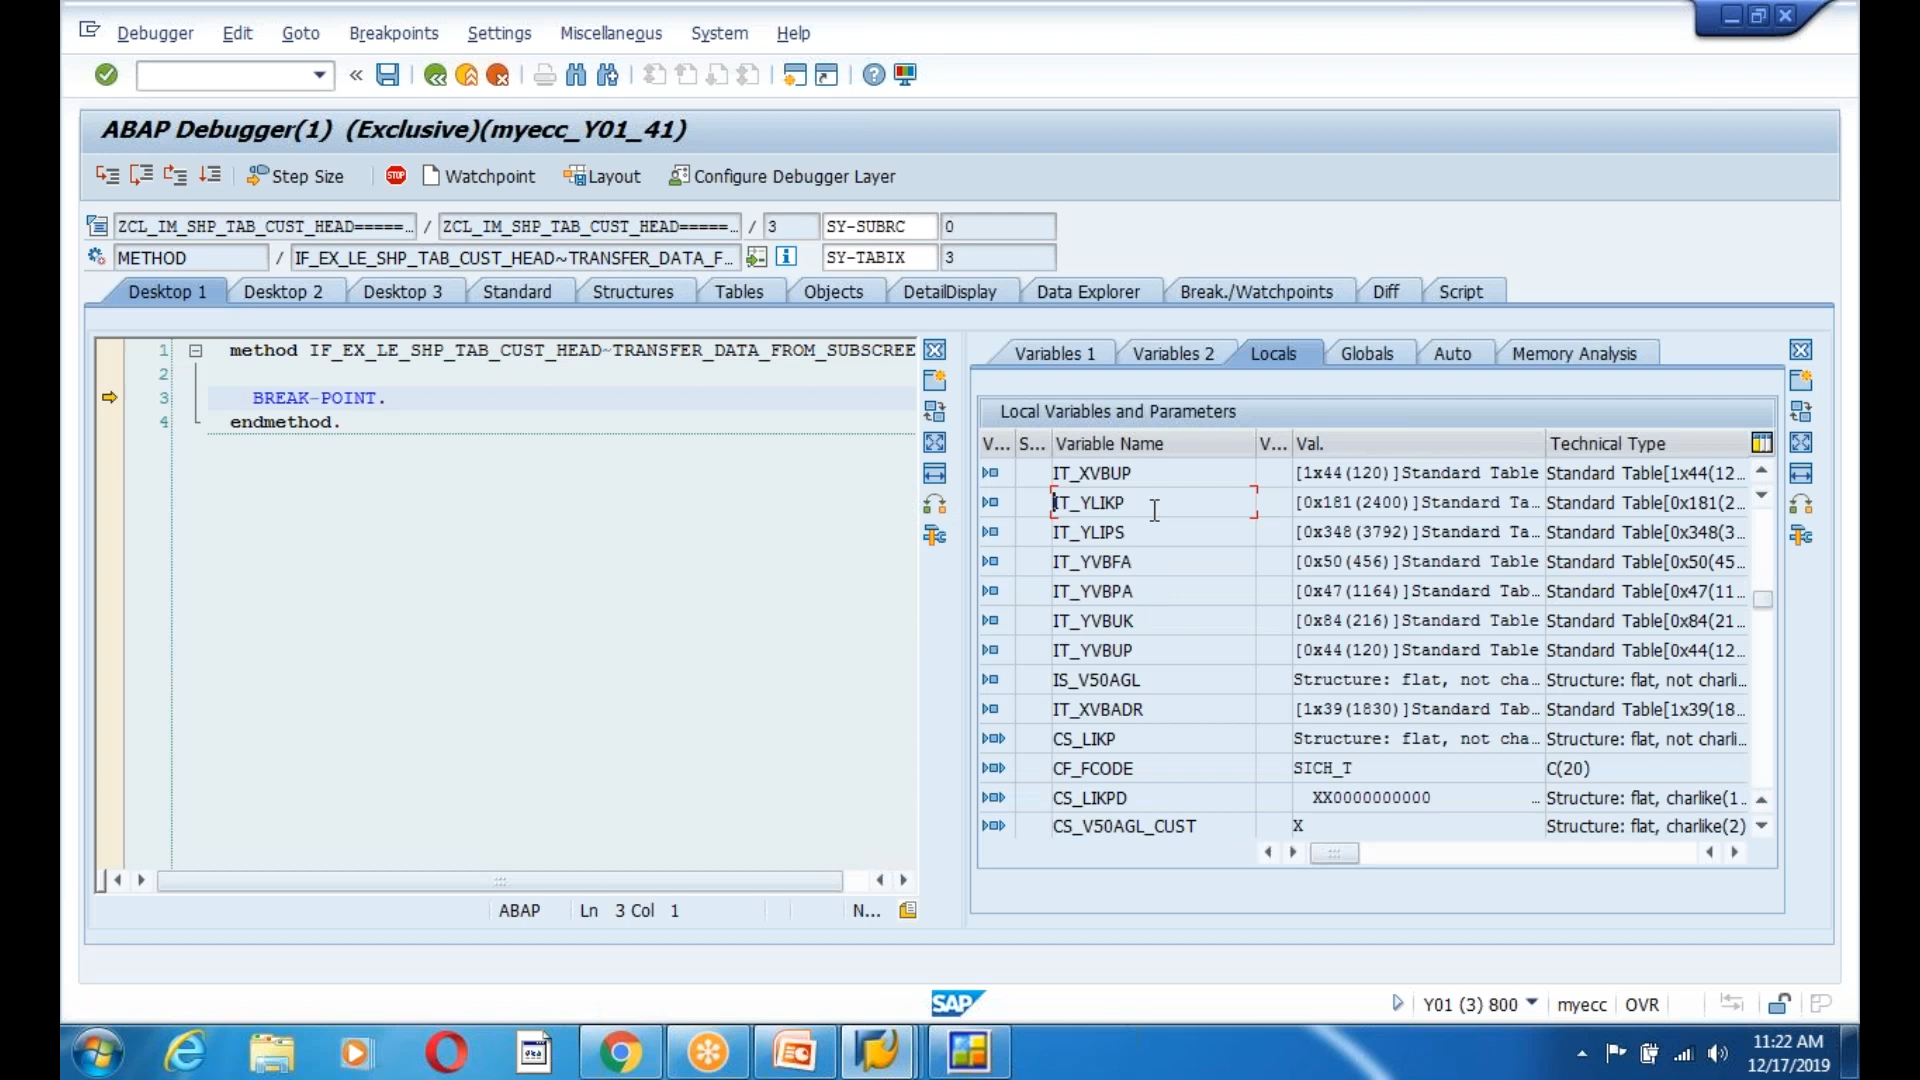 Debugger Edit Goto Breakpoints Settings Miscellaneous System Help
ABAP Debugger(1) (Exclusive)(myecc_Y01_41)
Step Size STOP Watchpoint Layout Configure Debugger Layer
ZCL_IM_SHP_TAB_CUST_HEAD=====… / ZCL_IM_SHP_TAB_CUST_HEAD=====… / 3 SY-SUBRC 0
METHOD / IF_EX_LE_SHP_TAB_CUST_HEAD~TRANSFER_DATA_F… SY-TABIX 3
Desktop 1 Desktop 2 Desktop 3 Standard Structures Tables Objects DetailDisplay Data Explorer Break./Watchpoints Diff Script
1 method IF_EX_LE_SHP_TAB_CUST_HEAD~TRANSFER_DATA_FROM_SUBSCREE
2
3 BREAK-POINT.
4 endmethod.
ABAP Ln 3 Col 1 N...
Variables 1 Variables 2 Locals Globals Auto Memory Analysis
Local Variables and Parameters
V... S... Variable Name V... Val. Technical Type
IT_XVBUP [1x44(120)]Standard Table Standard Table[1x44(12...
IT_YLIKP [0x181(2400)]Standard Ta… Standard Table[0x181(2...
IT_YLIPS [0x348(3792)]Standard Ta… Standard Table[0x348(3...
IT_YVBFA [0x50(456)]Standard Table Standard Table[0x50(45...
IT_YVBPA [0x47(1164)]Standard Tab… Standard Table[0x47(11...
IT_YVBUK [0x84(216)]Standard Table Standard Table[0x84(21...
IT_YVBUP [0x44(120)]Standard Table Standard Table[0x44(12...
IS_V50AGL Structure: flat, not cha… Structure: flat, not charli...
IT_XVBADR [1x39(1830)]Standard Tab… Standard Table[1x39(18...
CS_LIKP Structure: flat, not cha… Structure: flat, not charli...
CF_FCODE SICH_T C(20)
CS_LIKPD XX0000000000 … Structure: flat, charlike(1...
CS_V50AGL_CUST X Structure: flat, charlike(2)
SAP
Y01 (3) 800 myecc OVR
11:22 AM
12/17/2019